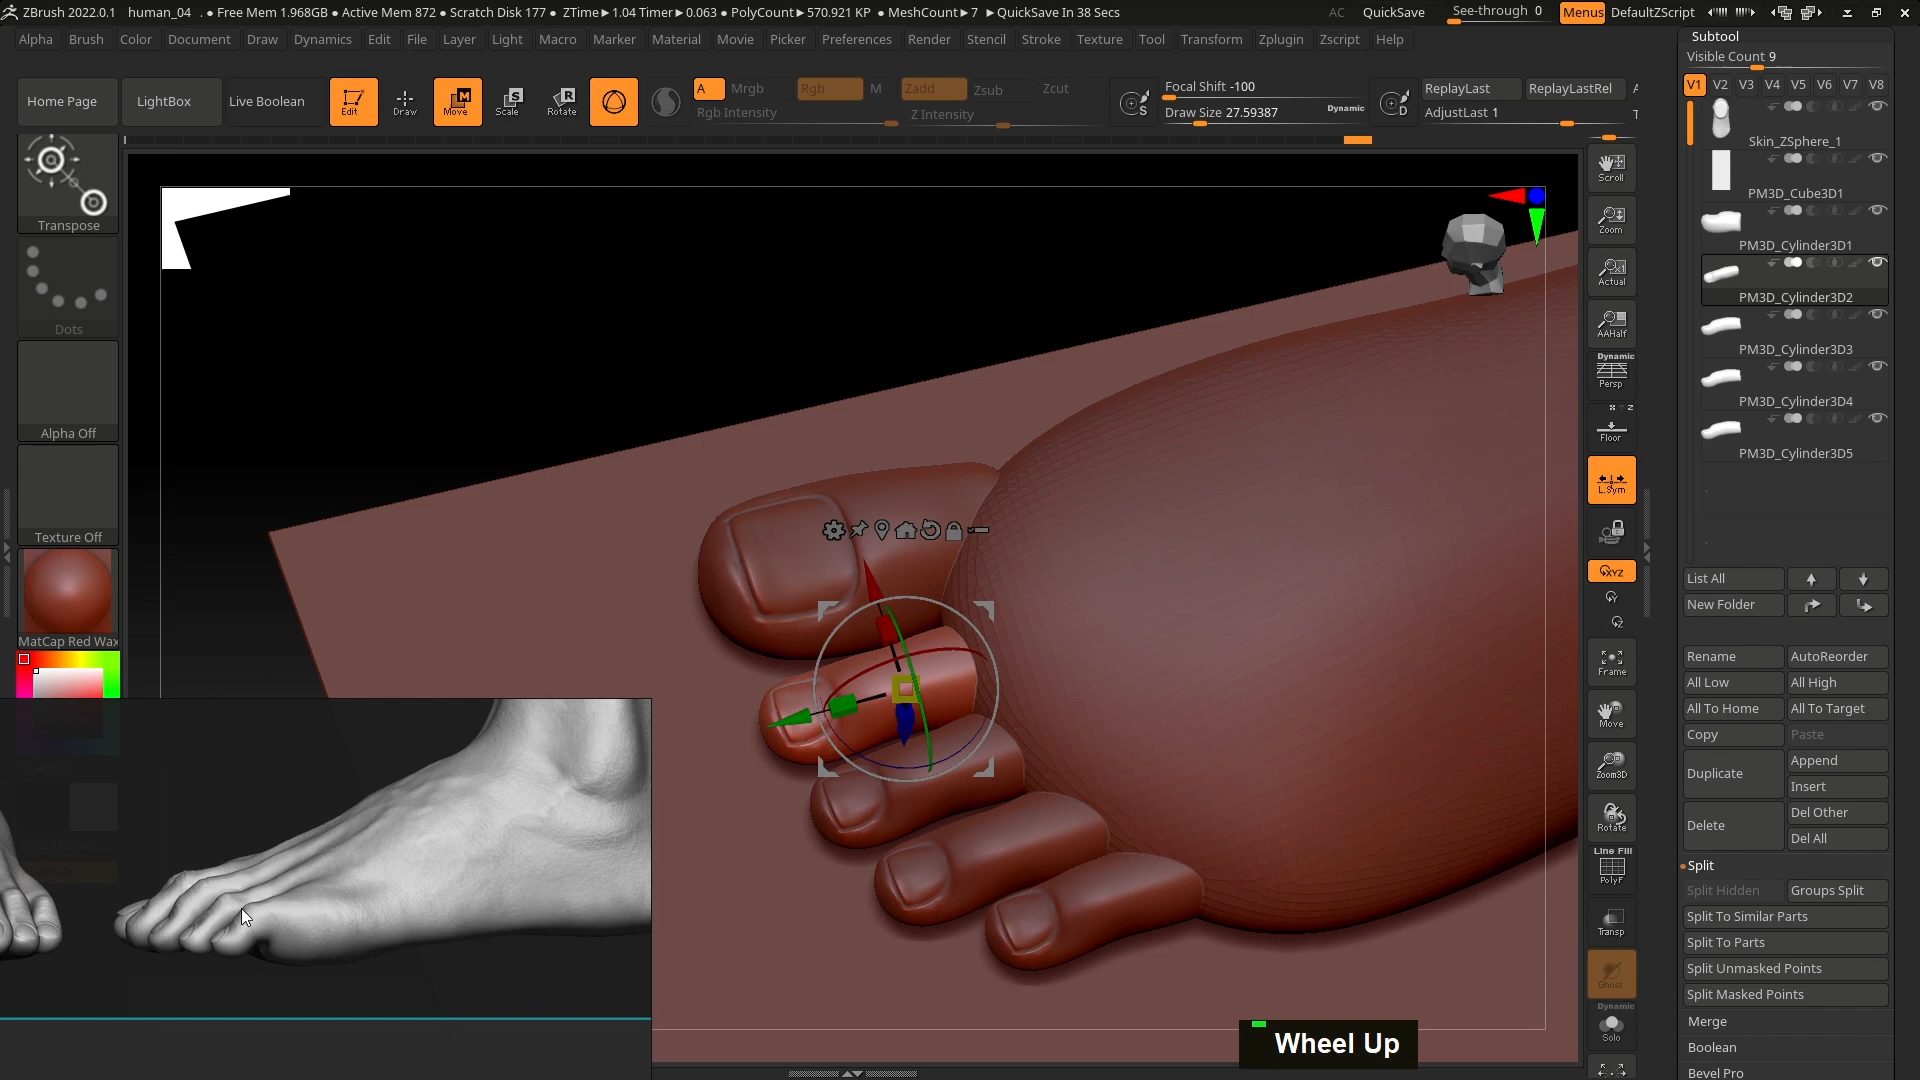 ZBrush 2022.0.1 human_04 . • Free Mem 1.968GB • Active Mem 872 • Scratch Disk 177 • ZTime►1.04 Timer►0.063 • PolyCount►570.921 KP • MeshCount►7 ►QuickSave In 38 Secs AC QuickSave See-through 0 Menus DefaultZScript
Alpha Brush Color Document Draw Dynamics Edit File Layer Light Macro Marker Material Movie Picker Preferences Render Stencil Stroke Texture Tool Transform Zplugin Zscript Help
Home Page LightBox Live Boolean Edit Draw Move Scale Rotate
A Mrgb Rgb M Zadd Zsub Zcut
Rgb Intensity Z Intensity
S Focal Shift -100
Draw Size 27.59387 Dynamic
D ReplayLast ReplayLastRel A
AdjustLast 1 T
Transpose
Dots
Alpha Off
Texture Off
MatCap Red Wax
Scroll
Zoom
Actual
AAHalf
Dynamic
Persp
Floor
L.Sym
XYZ
Y
Z
Frame
Move
Zoom3D
Rotate
Line Fill
PolyF
Transp
Ghost
Dynamic
Solo
Subtool
Visible Count 9
V1 V2 V3 V4 V5 V6 V7 V8
Skin_ZSphere_1
PM3D_Cube3D1
PM3D_Cylinder3D1
PM3D_Cylinder3D2
PM3D_Cylinder3D3
PM3D_Cylinder3D4
PM3D_Cylinder3D5
List All
New Folder
Rename AutoReorder
All Low All High
All To Home All To Target
Copy Paste
Duplicate Append
Insert
Delete Del Other
Del All
Split
Split Hidden Groups Split
Split To Similar Parts
Split To Parts
Split Unmasked Points
Split Masked Points
Merge
Boolean
Bevel Pro
Wheel Up